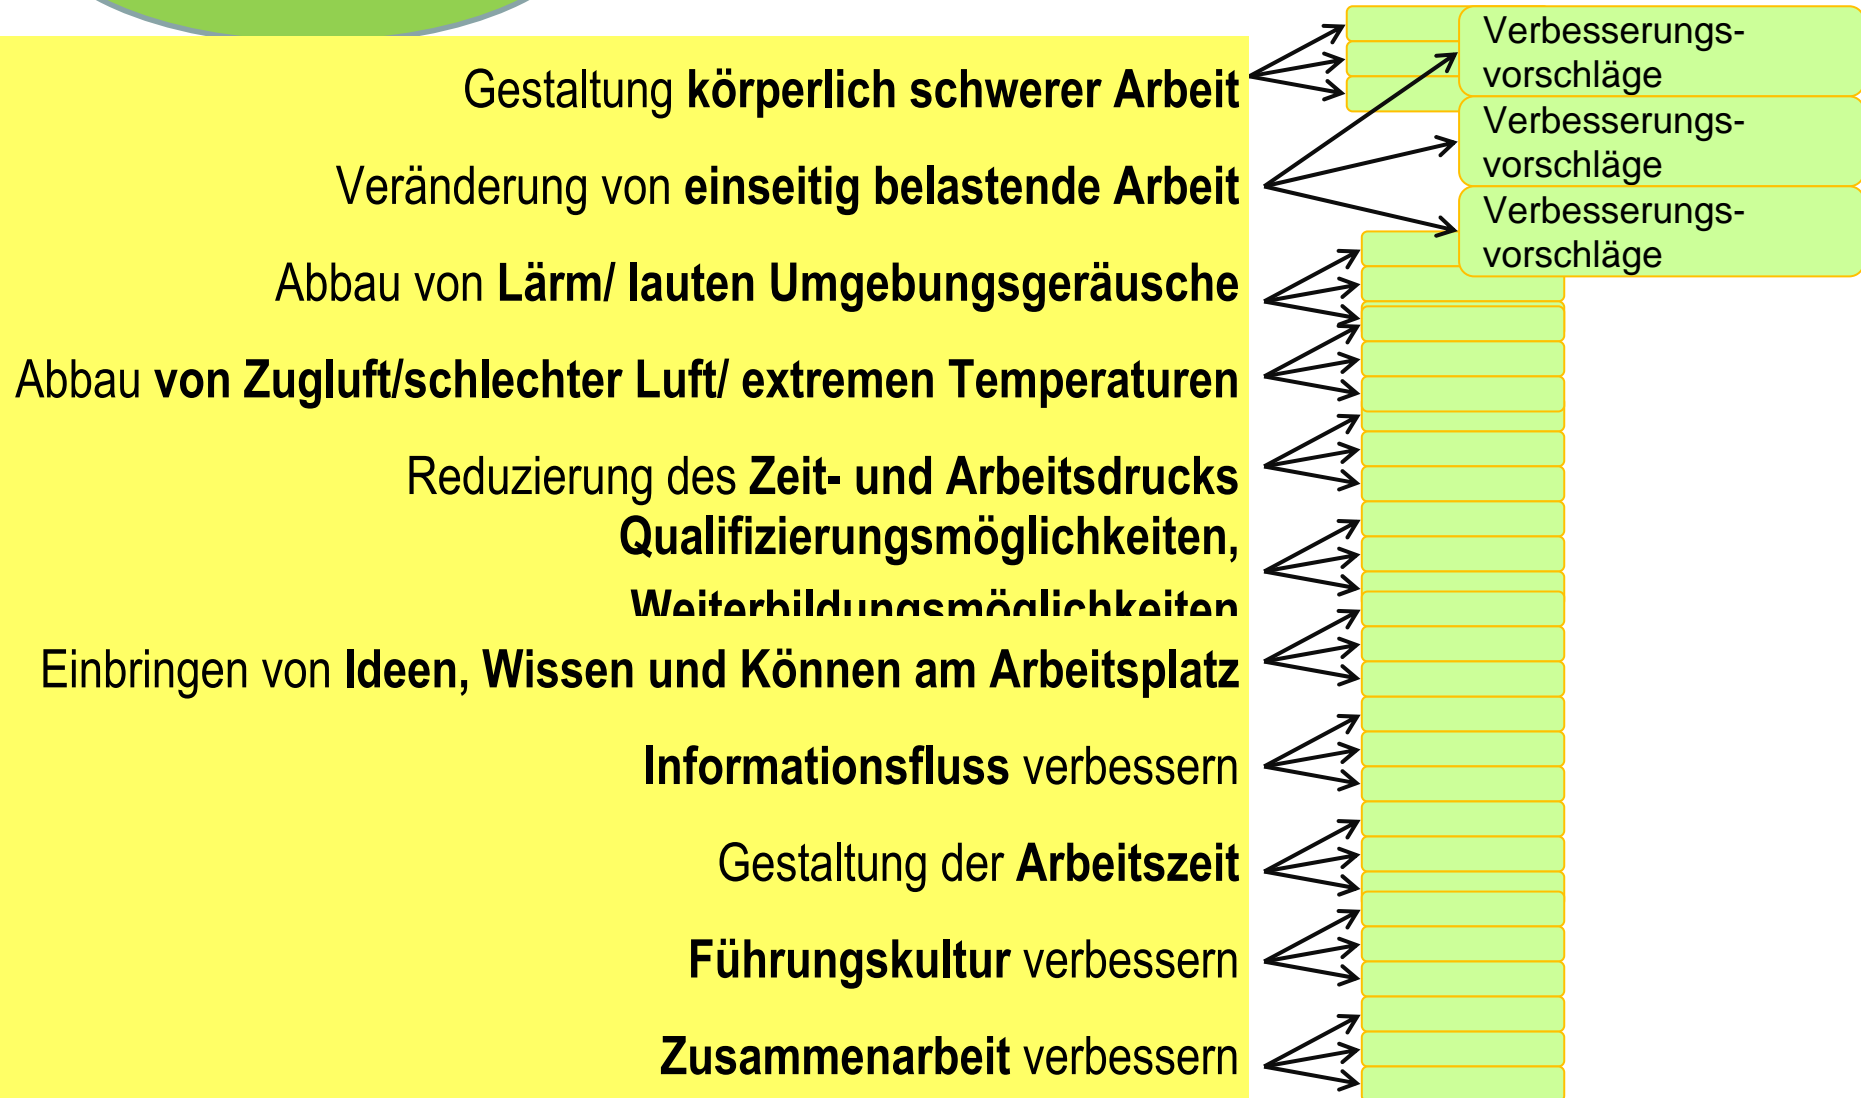 Gestaltung körperlich schwerer Arbeit
Veränderung von einseitig belastende Arbeit
Abbau von Lärm/ lauten Umgebungsgeräusche
Abbau von Zugluft/schlechter Luft/ extremen Temperaturen
Reduzierung des Zeit- und Arbeitsdrucks
Qualifizierungsmöglichkeiten,
Weiterbildungsmöglichkeiten
Einbringen von Ideen, Wissen und Können am Arbeitsplatz
Informationsfluss verbessern
Gestaltung der Arbeitszeit
Führungskultur verbessern
Zusammenarbeit verbessern
Verbesserungs-
vorschläge
Verbesserungs-
vorschläge
Verbesserungs-
vorschläge